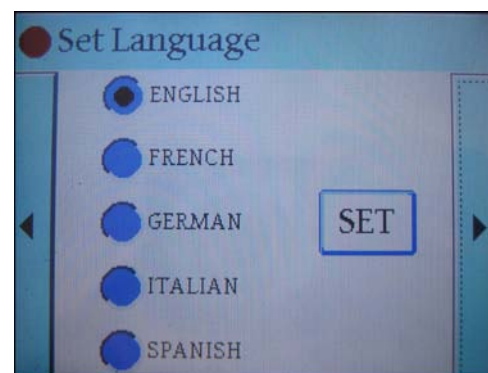 Set Language
ENGLISH
FRENCH
GERMAN
SET
ITALIAN
SPANISH